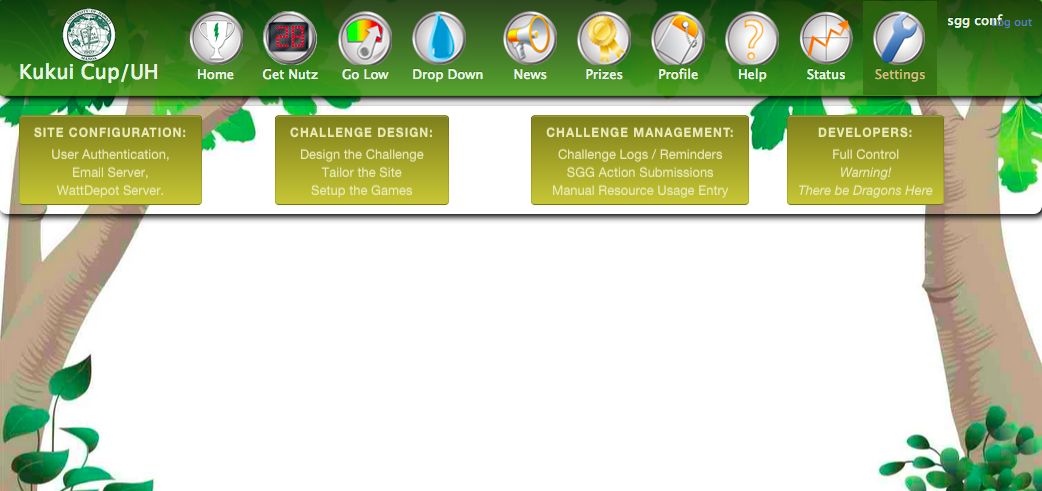 Kukui Cup/UH
Home
Get Nutz
Go Low
Drop Down
News
Prizes
Profile
Help
Status
Settings
sgg conf
log out
SITE CONFIGURATION:
User Authentication,
Email Server,
WattDepot Server.
CHALLENGE DESIGN:
Design the Challenge
Tailor the Site
Setup the Games
CHALLENGE MANAGEMENT:
Challenge Logs / Reminders
SGG Action Submissions
Manual Resource Usage Entry
DEVELOPERS:
Full Control
Warning!
There be Dragons Here